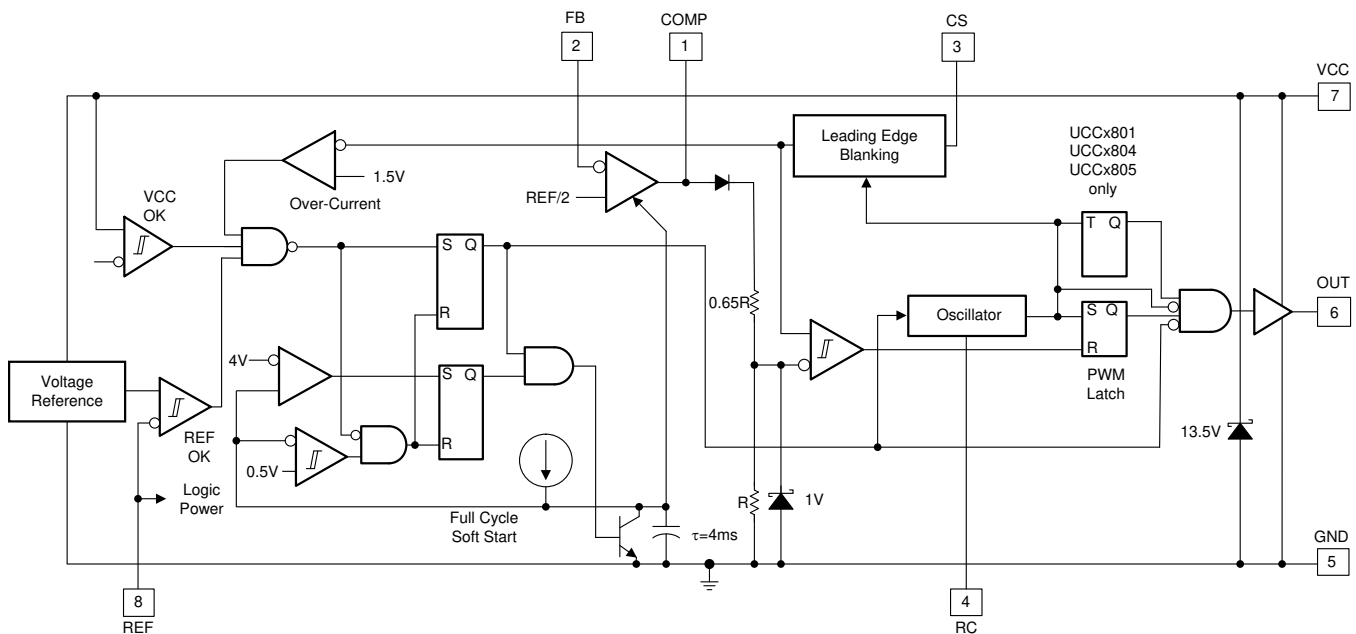 FB
COMP
CS
2
1
3
VCC
7
Leading Edge
Blanking
UCCx801
UCCx804
UCCx805
only
1.5V
Over-Current
REF/2
VCC
OK
T Q
S Q
R
0.65R
Oscillator
S Q
R
PWM
Latch
OUT
6
4V
S Q
R
Voltage
Reference
REF
OK
0.5V
13.5V
Logic
Power
Full Cycle
Soft Start
R
1V
τ=4ms
GND
5
8
REF
4
RC